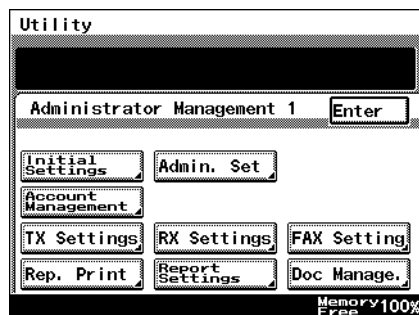 Utility
Administrator Management 1
Enter
Initial
Settings
Admin. Set
Account
Management
TX Settings
RX Settings
FAX Setting
Rep. Print
Report
Settings
Doc Manage.
Memory
Free 100%